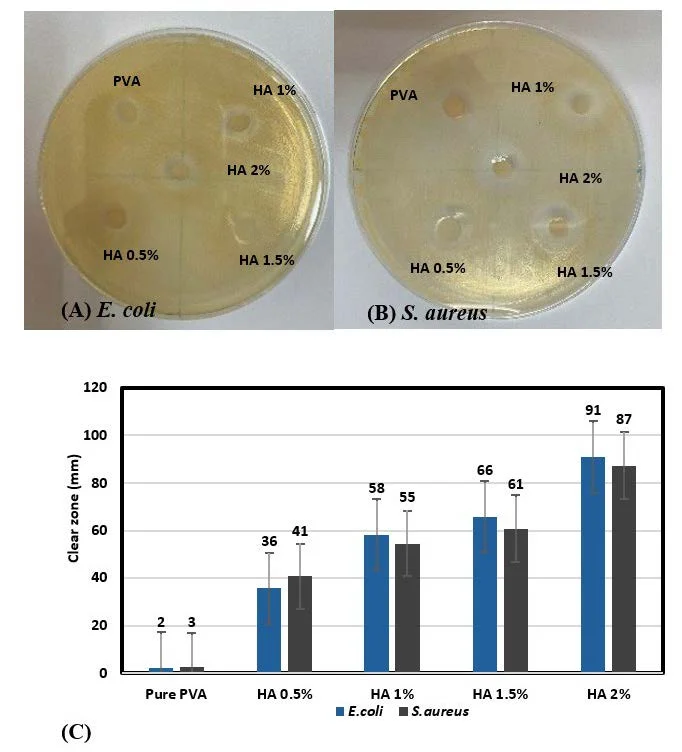 PVA
HA 1%
HA 2%
HA 0.5%
HA 1.5%
(A) E. coli
PVA
HA 1%
HA 2%
HA 0.5%
HA 1.5%
(B) S. aureus
120
100
80
60
40
20
0
Clear zone (mm)
2 3
36 41
58 55
66 61
91 87
Pure PVA HA 0.5% HA 1% HA 1.5% HA 2%
E.coli S.aureus
(C)